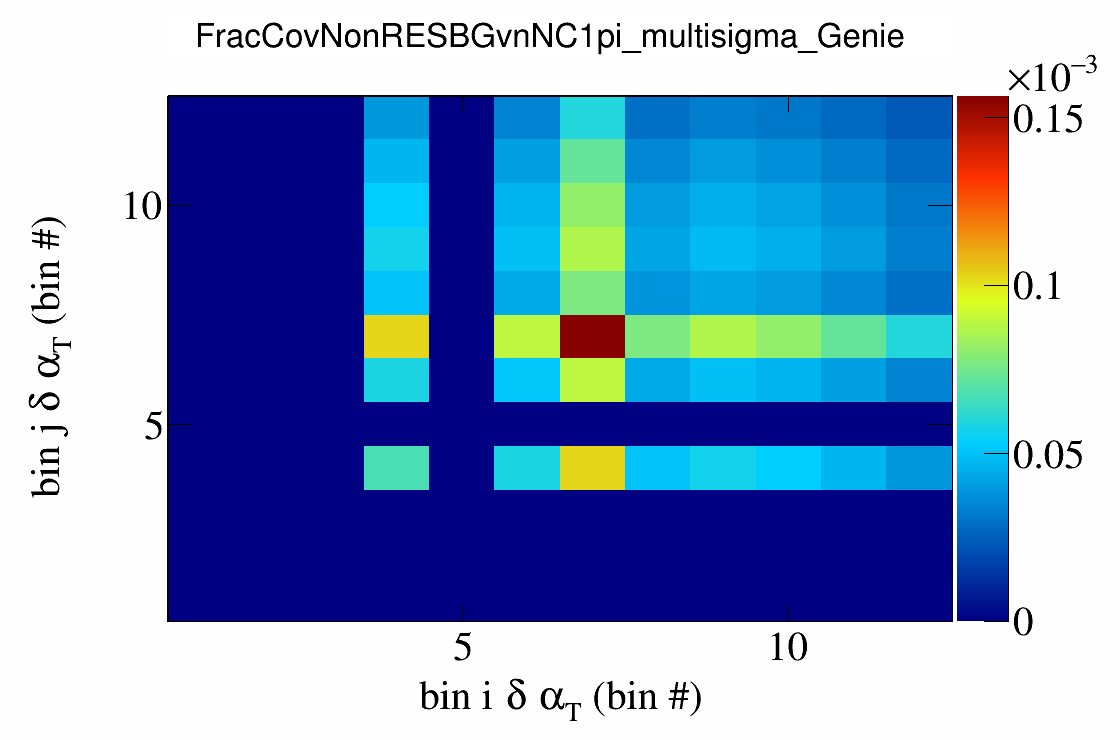 FracCovNonRESBGvnNC1pi_multisigma_Genie
×10⁻³
0.15
0.1
0.05
0
10
5
bin j δ α_T (bin #)
5 10
bin i δ α_T (bin #)